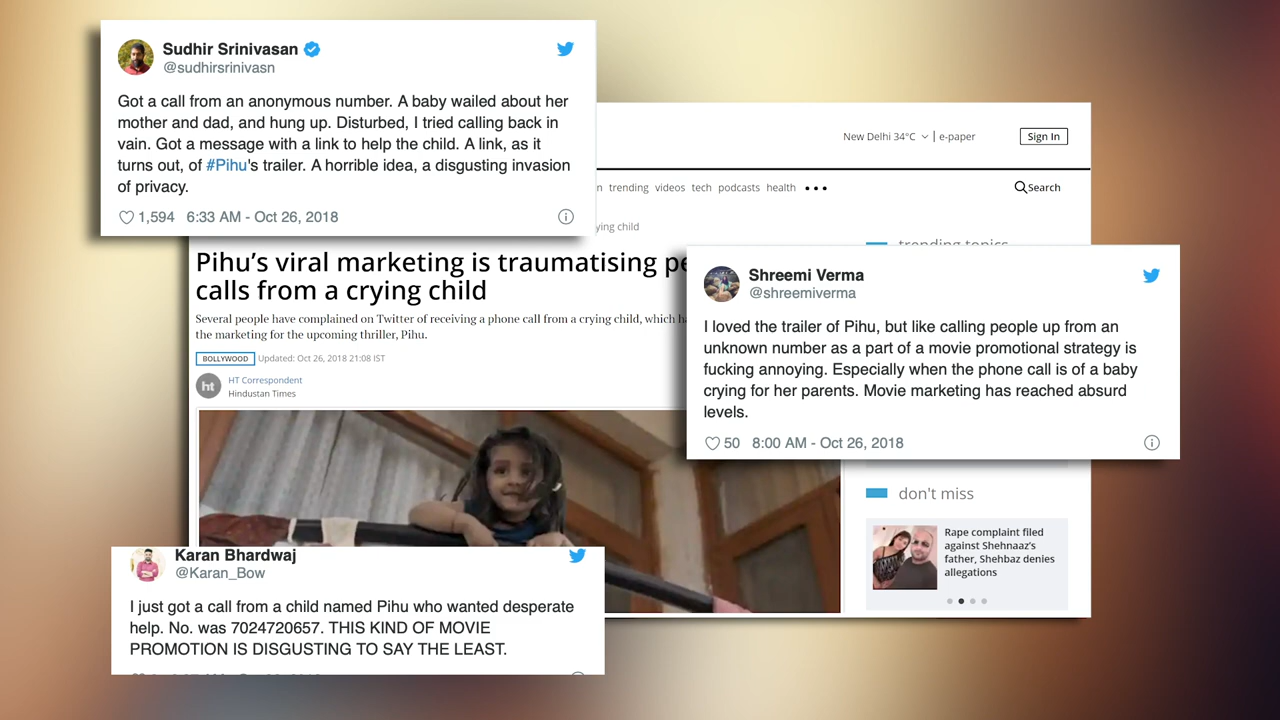 Sudhir Srinivasan
@sudhirsrinivasn
Got a call from an anonymous number. A baby wailed about her
mother and dad, and hung up. Disturbed, I tried calling back in
vain. Got a message with a link to help the child. A link, as it
turns out, of #Pihu's trailer. A horrible idea, a disgusting invasion
of privacy.
1,594 6:33 AM - Oct 26, 2018
New Delhi 34°C | e-paper
Sign In
trending videos tech podcasts health
Search
crying child
trending topics
Pihu's viral marketing is traumatising
calls from a crying child
Several people have complained on Twitter of receiving a phone call from a crying child, which
the marketing for the upcoming thriller, Pihu.
BOLLYWOOD Updated: Oct 26, 2018 21:08 IST
ht
HT Correspondent
Hindustan Times
Shreemi Verma
@shreemiverma
I loved the trailer of Pihu, but like calling people up from an
unknown number as a part of a movie promotional strategy is
fucking annoying. Especially when the phone call is of a baby
crying for her parents. Movie marketing has reached absurd
levels.
50 8:00 AM - Oct 26, 2018
don't miss
Rape complaint filed
against Shehnaaz's
father, Shehbaz denies
allegations
Karan Bhardwaj
@Karan_Bow
I just got a call from a child named Pihu who wanted desperate
help. No. was 7024720657. THIS KIND OF MOVIE
PROMOTION IS DISGUSTING TO SAY THE LEAST.